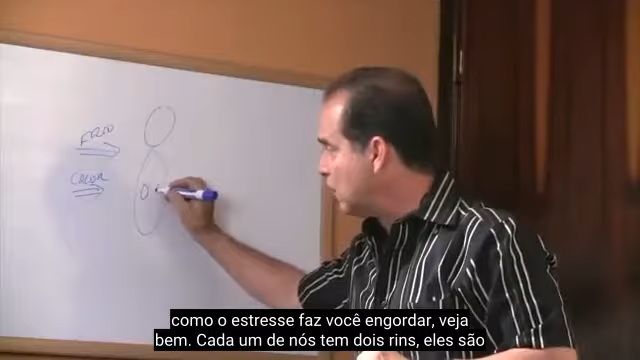 FRIO
CALOR
como o estresse faz você engordar, veja
bem. Cada um de nós tem dois rins, eles são